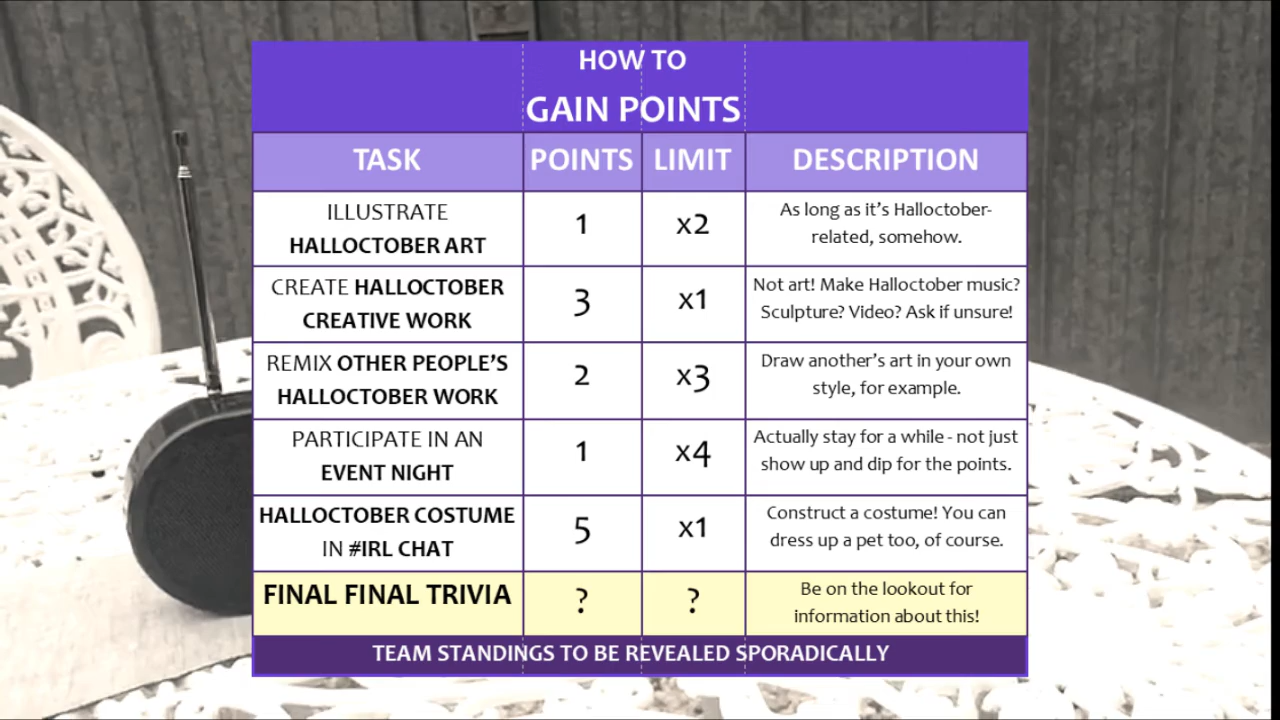 HOW TO
GAIN POINTS
TASK POINTS LIMIT DESCRIPTION
ILLUSTRATE
HALLOCTOBER ART
1
x2
As long as it’s Halloctober-
related, somehow.
CREATE HALLOCTOBER
CREATIVE WORK
3
x1
Not art! Make Halloctober music?
Sculpture? Video? Ask if unsure!
REMIX OTHER PEOPLE’S
HALLOCTOBER WORK
2
x3
Draw another’s art in your own
style, for example.
PARTICIPATE IN AN
EVENT NIGHT
1
x4
Actually stay for a while - not just
show up and dip for the points.
HALLOCTOBER COSTUME
IN #IRL CHAT
5
x1
Construct a costume! You can
dress up a pet too, of course.
FINAL FINAL TRIVIA
?
?
Be on the lookout for
information about this!
TEAM STANDINGS TO BE REVEALED SPORADICALLY